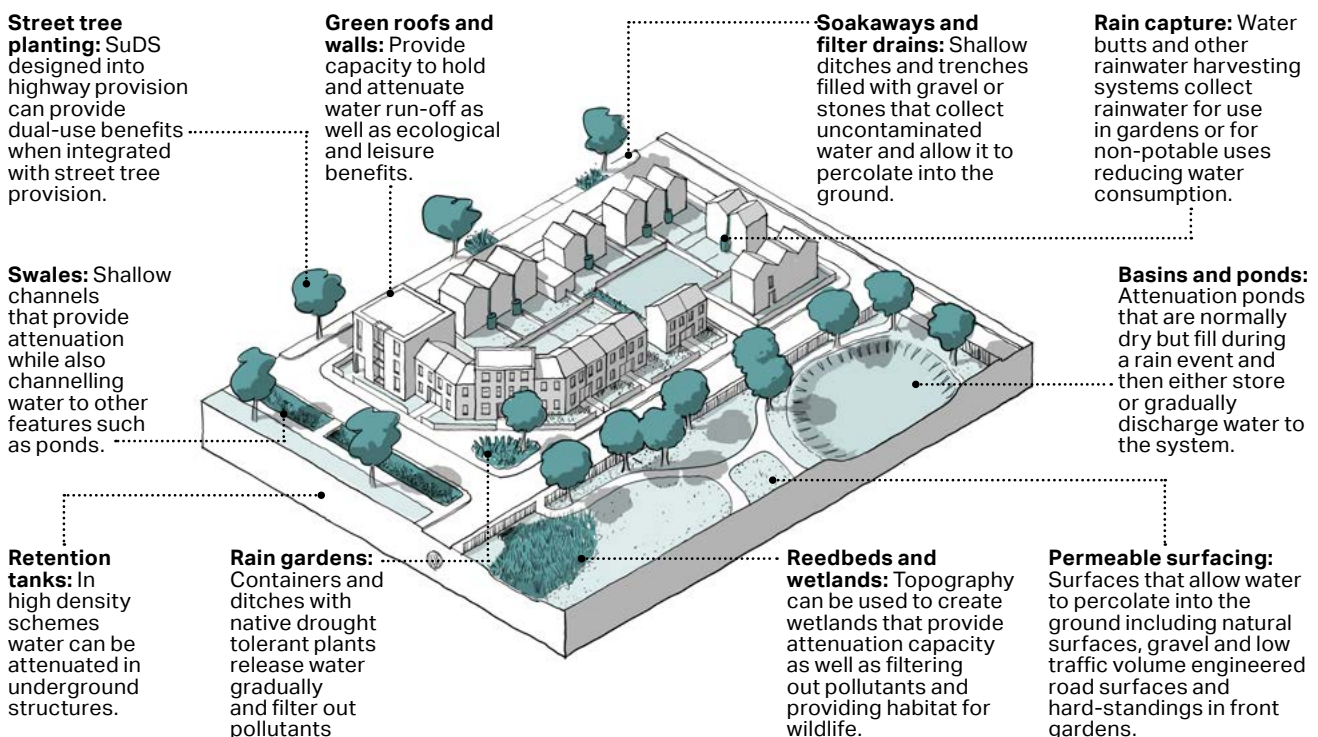 Street tree
planting: SuDS
designed into
highway provision
can provide
dual-use benefits
when integrated
with street tree
provision.
Green roofs and
walls: Provide
capacity to hold
and attenuate
water run-off as
well as ecological
and leisure
benefits.
Soakaways and
filter drains: Shallow
ditches and trenches
filled with gravel or
stones that collect
uncontaminated
water and allow it to
percolate into the
ground.
Rain capture: Water
butts and other
rainwater harvesting
systems collect
rainwater for use
in gardens or for
non-potable uses
reducing water
consumption.
Swales: Shallow
channels
that provide
attenuation
while also
channelling
water to other
features such
as ponds.
Basins and ponds:
Attenuation ponds
that are normally
dry but fill during
a rain event and
then either store
or gradually
discharge water to
the system.
Retention
tanks: In
high density
schemes
water can be
attenuated in
underground
structures.
Rain gardens:
Containers and
ditches with
native drought
tolerant plants
release water
gradually
and filter out
pollutants
Reedbeds and
wetlands: Topography
can be used to create
wetlands that provide
attenuation capacity
as well as filtering
out pollutants and
providing habitat for
wildlife.
Permeable surfacing:
Surfaces that allow water
to percolate into the
ground including natural
surfaces, gravel and low
traffic volume engineered
road surfaces and
hard-standings in front
gardens.